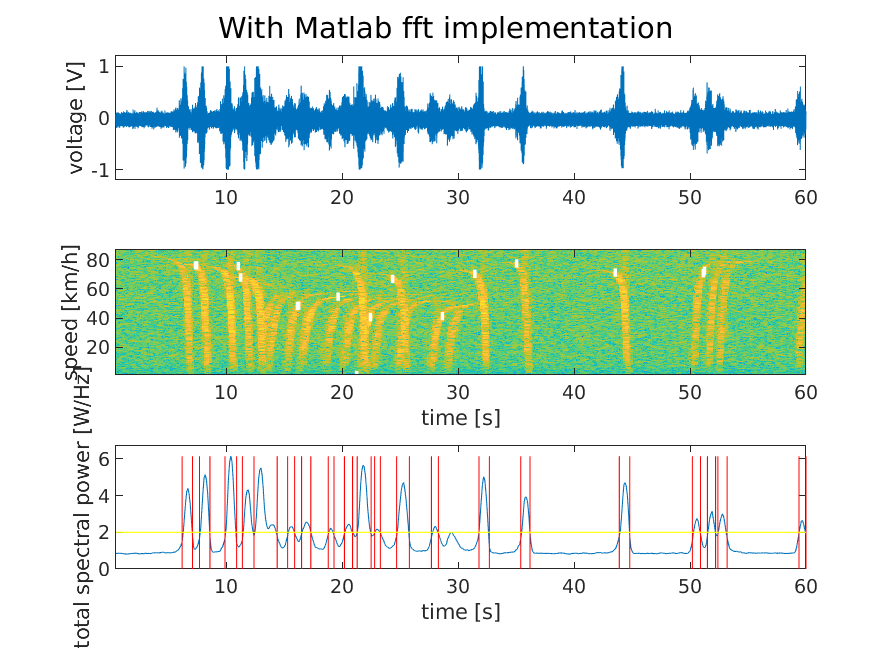 With Matlab fft implementation
voltage [V]
1
0
-1
10 20 30 40 50 60
speed [km/h]
80
60
40
20
10 20 30 40 50 60
time [s]
total spectral power [W/Hz]
6
4
2
0
10 20 30 40 50 60
time [s]